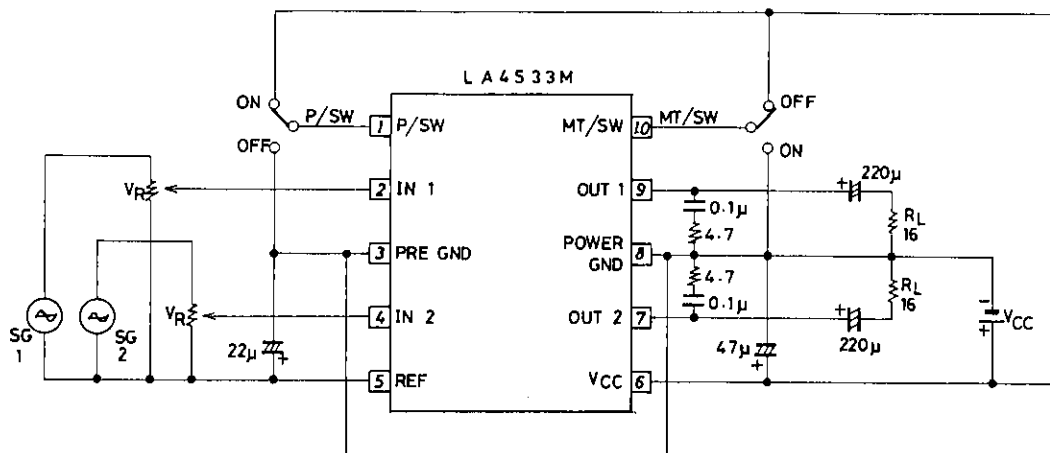 LA4533M
ON
P/SW
OFF
1
P/SW
MT/SW
10
MT/SW
OFF
ON
VR
2
IN 1
OUT 1
9
+
220μ
0.1μ
4.7
RL
16
3
PRE GND
POWER
GND
8
4.7
0.1μ
RL
16
-
+
VCC
VR
4
IN 2
OUT 2
7
+
220μ
SG
1
SG
2
22μ
+
47μ
+
5
REF
VCC
6